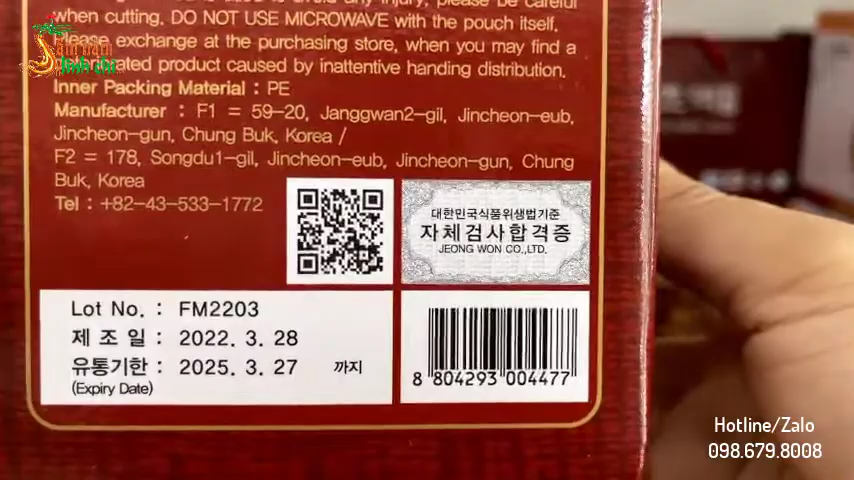 when cutting. DO NOT USE MICROWAVE with the pouch itself.
Please exchange at the purchasing store, when you may find a
product caused by inattentive handing distribution.
Inner Packing Material : PE
Manufacturer : F1 = 59-20, Janggwan2-gil, Jincheon-eub,
Jincheon-gun, Chung Buk, Korea /
F2 = 178, Songdu1-gil, Jincheon-eub, Jincheon-gun, Chung
Buk, Korea
Tel : +82-43-533-1772
대한민국식품위생법기준
자체검사합격증
JEONG WON CO.,LTD.
Lot No. : FM2203
제 조 일 : 2022. 3. 28
유통기한 : 2025. 3. 27 까지
(Expiry Date)
8 804293 004477
Hotline/Zalo
098.679.8008